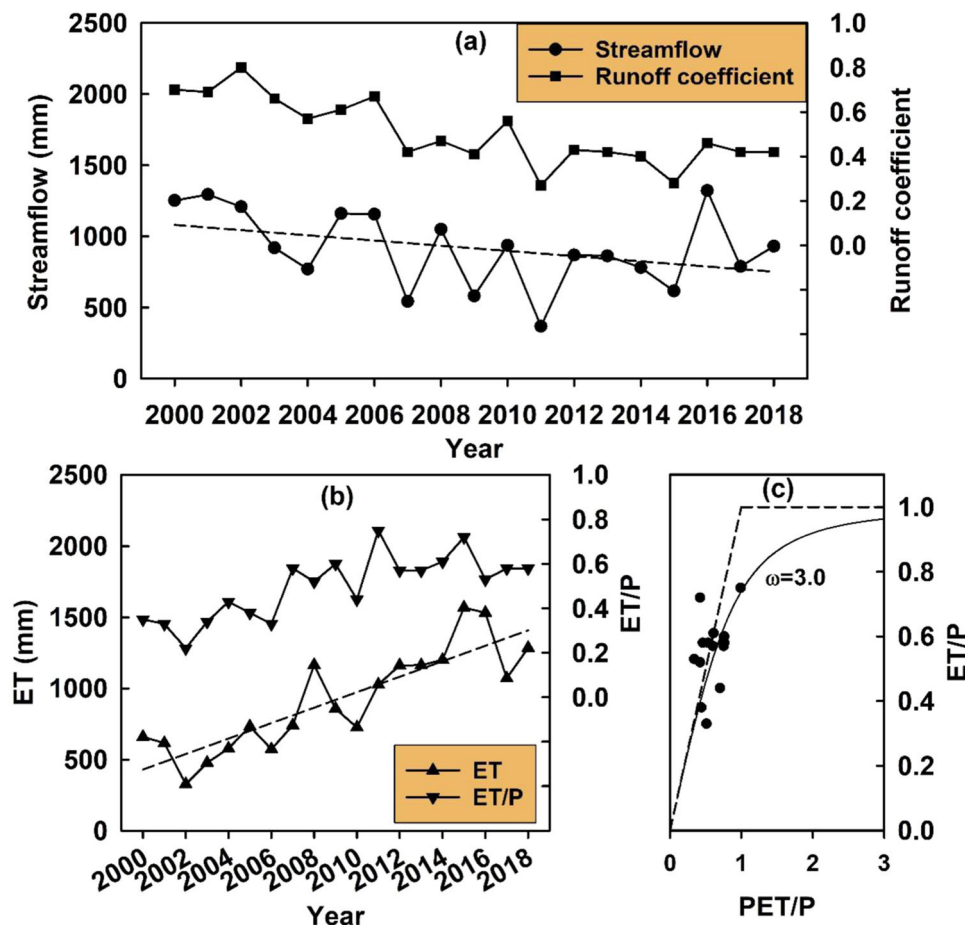 (a)
Streamflow
Runoff coefficient
2500
2000
1500
1000
500
0
Streamflow (mm)
1.0
0.8
0.6
0.4
0.2
0.0
Runoff coefficient
2000 2002 2004 2006 2008 2010 2012 2014 2016 2018
Year
(b)
2500
2000
1500
1000
500
0
ET (mm)
1.0
0.8
0.6
0.4
0.2
0.0
ET/P
ET
ET/P
2000 2002 2004 2006 2008 2010 2012 2014 2016 2018
Year
(c)
ω=3.0
1.0
0.8
0.6
0.4
0.2
0.0
ET/P
0 1 2 3
PET/P